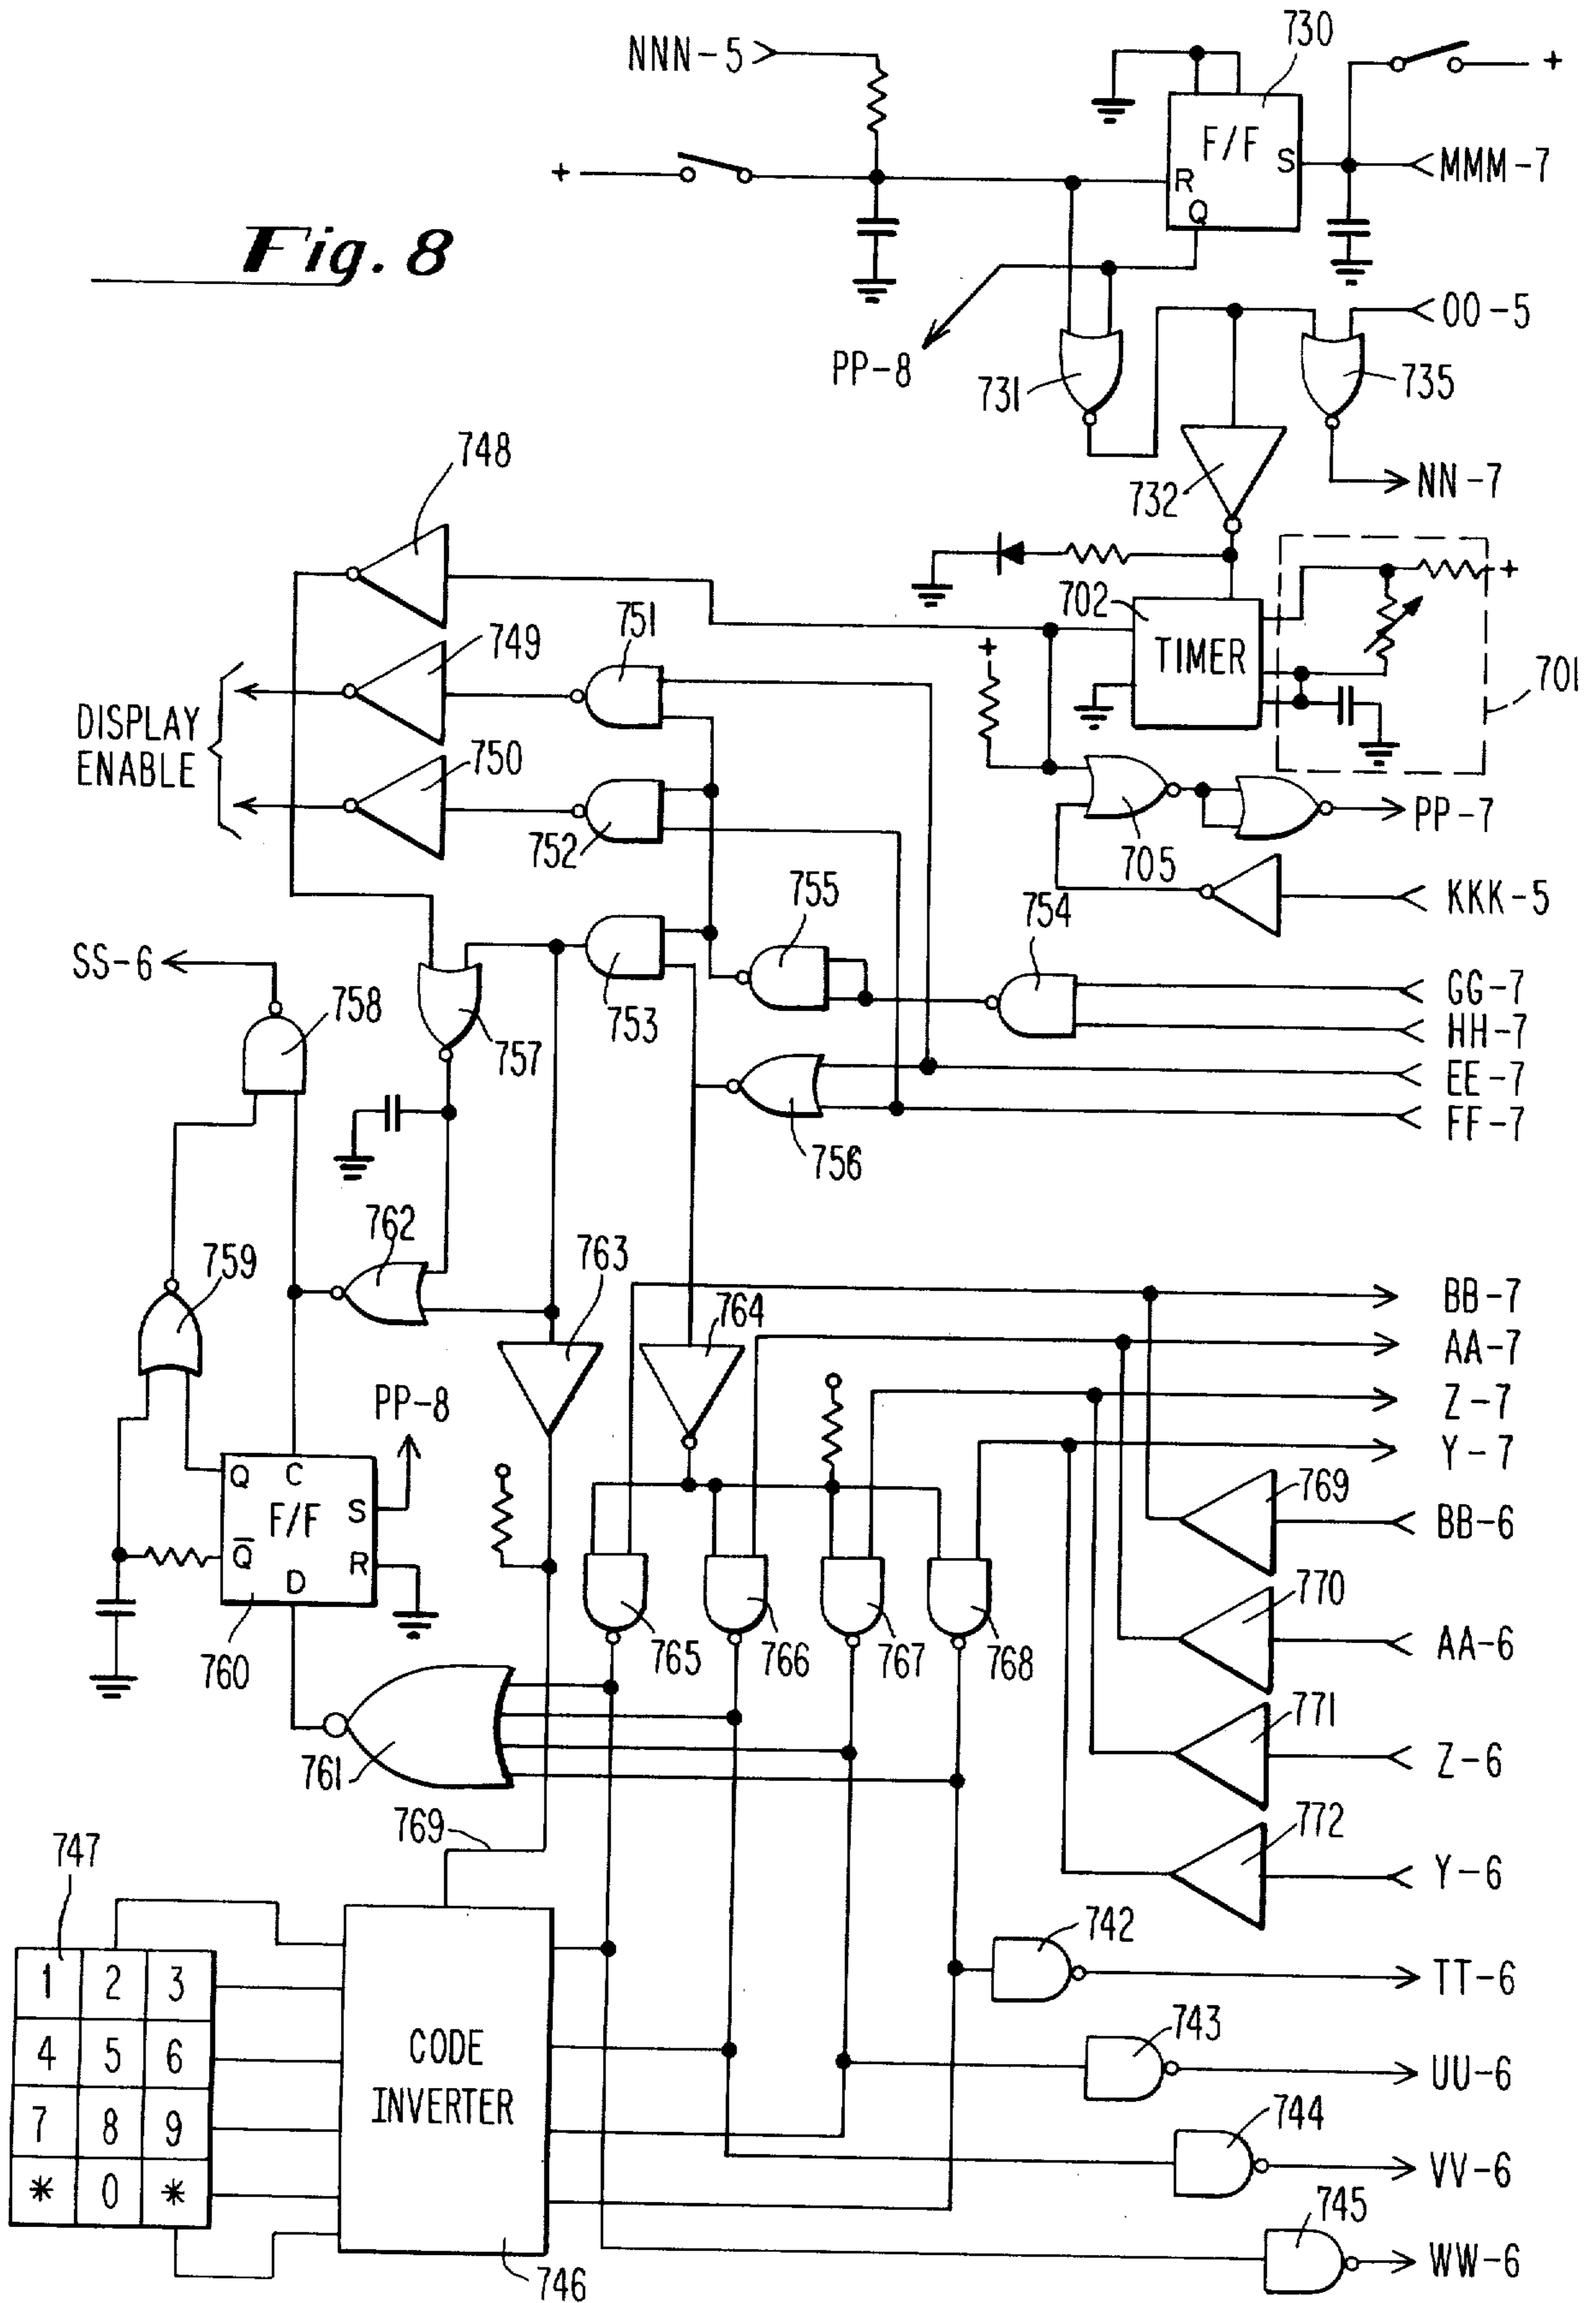 730
NNN-5
+
F/F
S
MMM-7
+
R
Q
Fig. 8
OO-5
PP-8
731
735
748
732
NN-7
702
+
751
749
+
TIMER
701
DISPLAY
ENABLE
750
752
PP-7
705
755
754
KKK-5
SS-6
758
753
757
GG-7
HH-7
EE-7
FF-7
756
762
763
759
764
BB-7
AA-7
PP-8
Z-7
Y-7
Q C
F/F S
769
BB-6
Q̅
R
D
770
765 766 767 768
AA-6
760
771
761
Z-6
769
772
747
Y-6
742
1 2 3
TT-6
743
4 5 6
CODE
UU-6
INVERTER
7 8 9
744
* 0 *
VV-6
745
746
WW-6